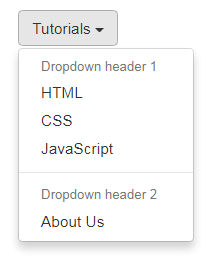 Tutorials
Dropdown header 1
HTML
CSS
JavaScript
Dropdown header 2
About Us